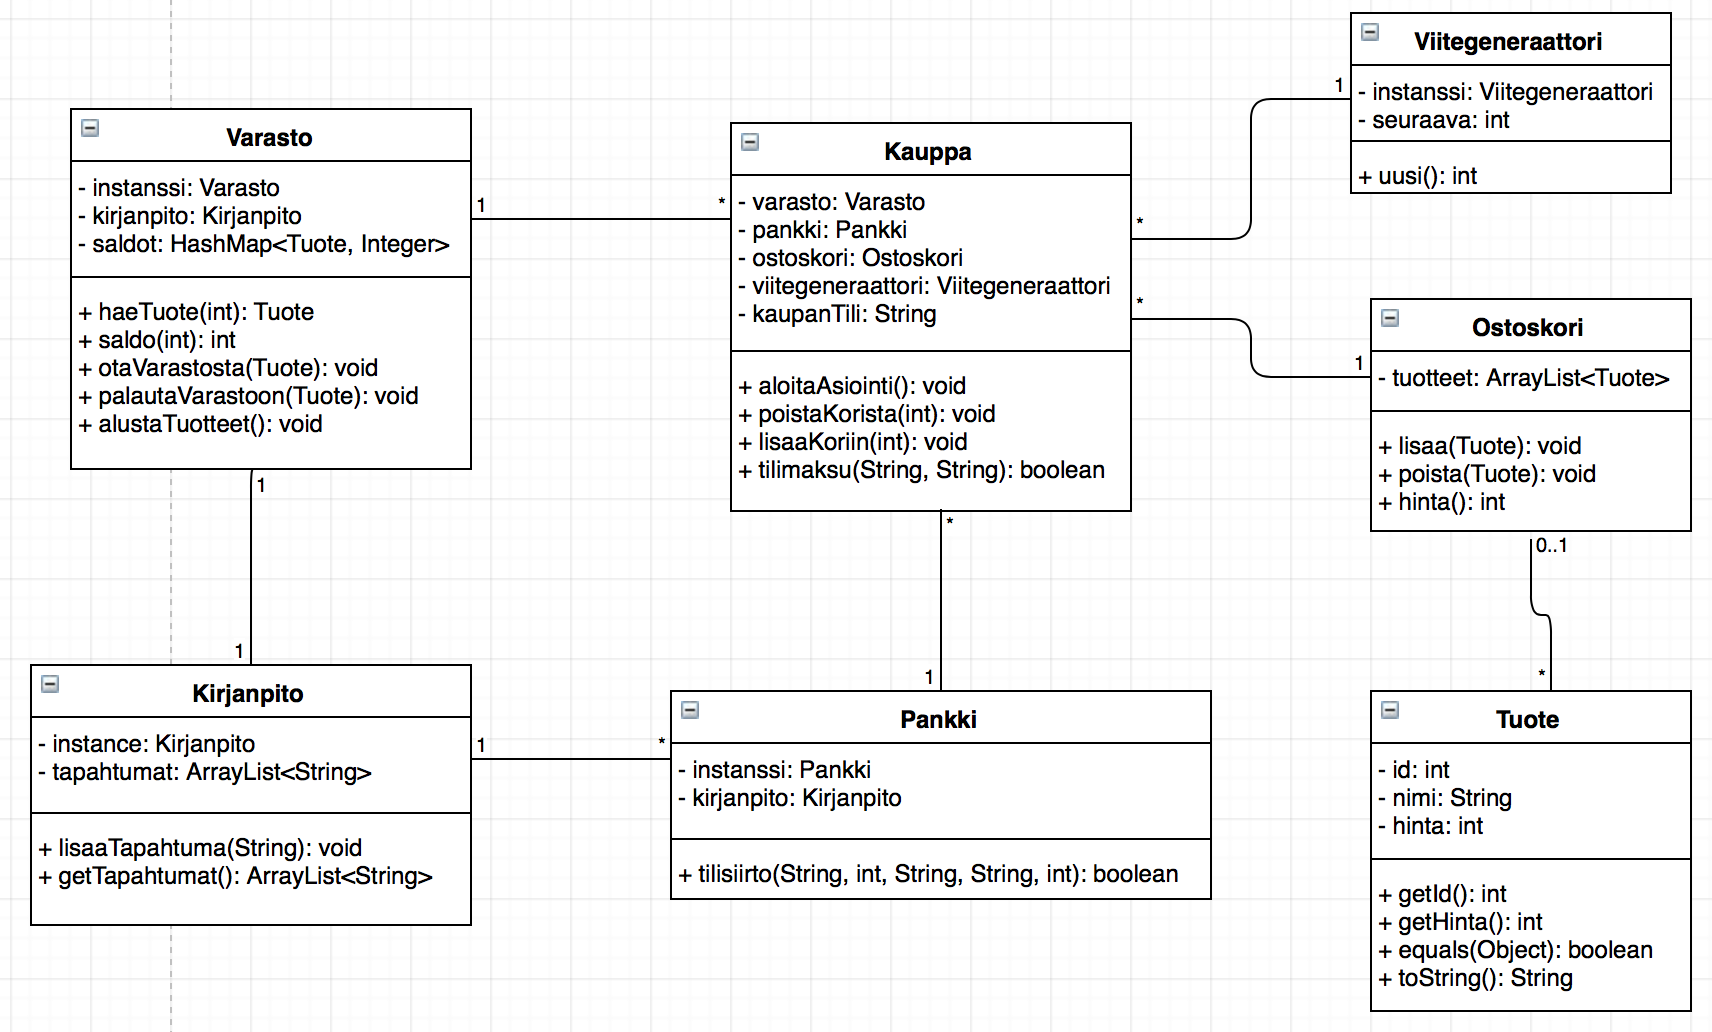 Viitegeneraattori
- instanssi: Viitegeneraattori
- seuraava: int
+ uusi(): int
1
Varasto
- instanssi: Varasto
- kirjanpito: Kirjanpito
- saldot: HashMap<Tuote, Integer>
+ haeTuote(int): Tuote
+ saldo(int): int
+ otaVarastosta(Tuote): void
+ palautaVarastoon(Tuote): void
+ alustaTuotteet(): void
1
*
1
Kauppa
- varasto: Varasto
- pankki: Pankki
- ostoskori: Ostoskori
- viitegeneraattori: Viitegeneraattori
- kaupanTili: String
+ aloitaAsiointi(): void
+ poistaKorista(int): void
+ lisaaKoriin(int): void
+ tilimaksu(String, String): boolean
*
*
*
1
Ostoskori
- tuotteet: ArrayList<Tuote>
+ lisaa(Tuote): void
+ poista(Tuote): void
+ hinta(): int
0..1
1
Kirjanpito
- instance: Kirjanpito
- tapahtumat: ArrayList<String>
+ lisaaTapahtuma(String): void
+ getTapahtumat(): ArrayList<String>
1
*
1
Pankki
- instanssi: Pankki
- kirjanpito: Kirjanpito
+ tilisiirto(String, int, String, String, int): boolean
*
Tuote
- id: int
- nimi: String
- hinta: int
+ getId(): int
+ getHinta(): int
+ equals(Object): boolean
+ toString(): String